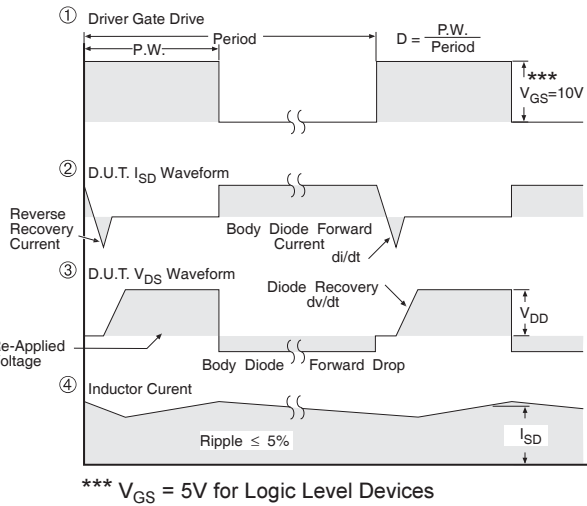 ① Driver Gate Drive
Period
P.W.
D = P.W. / Period
***
VGS=10V
② D.U.T. ISD Waveform
Reverse
Recovery
Current
Body Diode Forward
Current
di/dt
③ D.U.T. VDS Waveform
Diode Recovery
dv/dt
VDD
e-Applied
oltage
Body Diode Forward Drop
④ Inductor Curent
Ripple ≤ 5%
ISD
*** VGS = 5V for Logic Level Devices